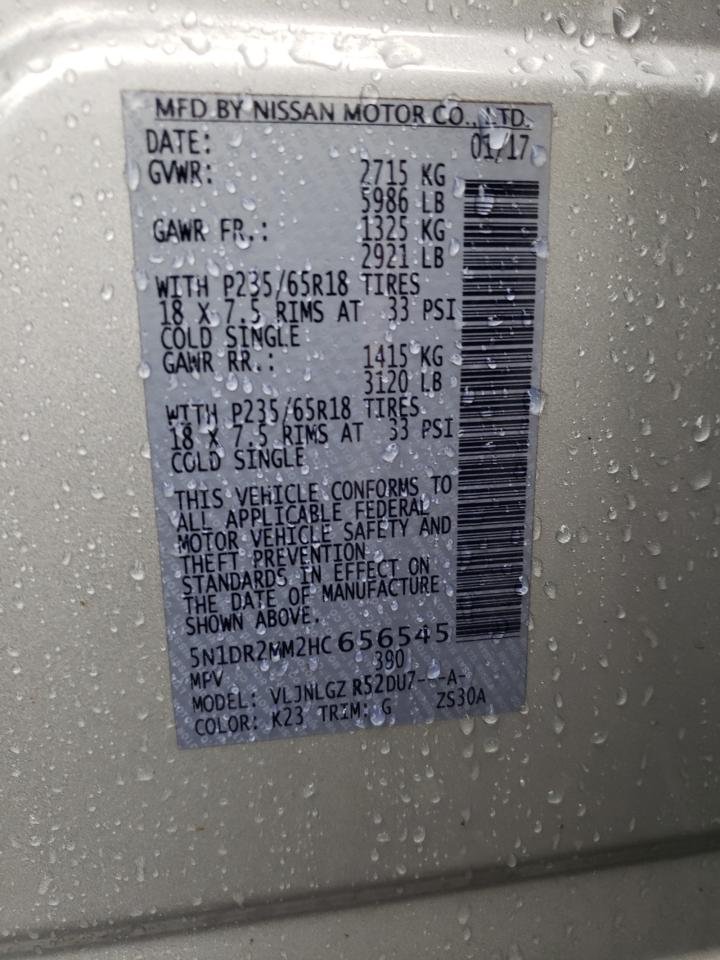 MFD BY NISSAN MOTOR CO., LTD.
DATE: 01/17
GVWR: 2715 KG
5986 LB
GAWR FR.: 1325 KG
2921 LB
WITH P235/65R18 TIRES
18 X 7.5 RIMS AT 33 PSI
COLD SINGLE
GAWR RR.: 1415 KG
3120 LB
WITH P235/65R18 TIRES
18 X 7.5 RIMS AT 33 PSI
COLD SINGLE
THIS VEHICLE CONFORMS TO
ALL APPLICABLE FEDERAL
MOTOR VEHICLE SAFETY AND
THEFT PREVENTION
STANDARDS IN EFFECT ON
THE DATE OF MANUFACTURE
SHOWN ABOVE.
5N1DR2MM2HC656545
MPV 390
MODEL: VLJNLGZ R52DU7---A-
COLOR: K23 TRIM: G ZS30A